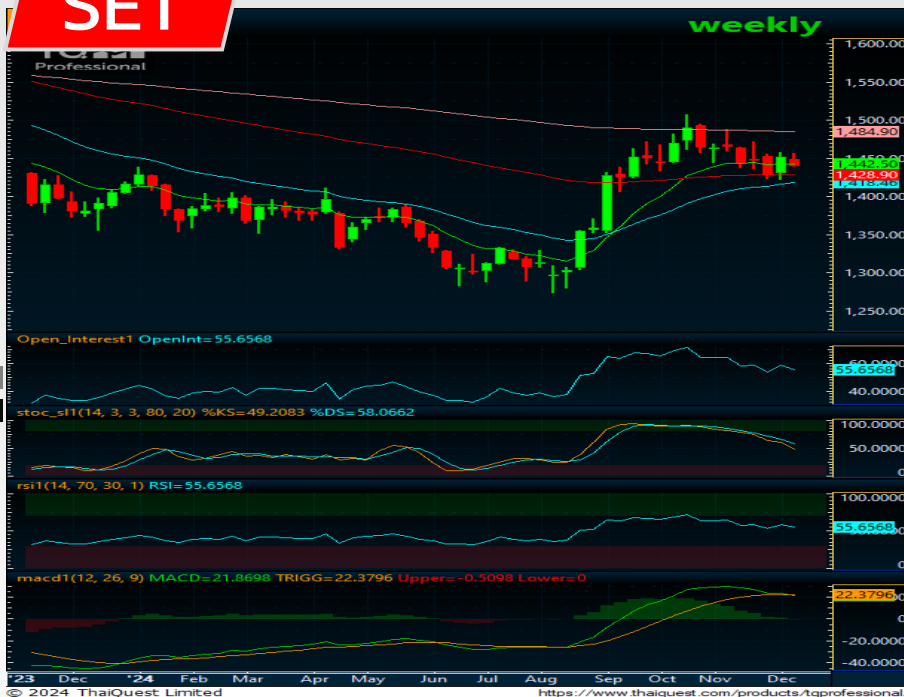 SET
weekly
Professional
1,600.00
1,550.00
1,500.00
1,484.90
1,442.50
1,428.90
1,418.46
1,400.00
1,350.00
1,300.00
1,250.00
Open_Interest1 OpenInt=55.6568
55.6568
40.0000
stoc_sl1(14, 3, 3, 80, 20) %KS=49.2083 %DS=58.0662
100.0000
50.0000
0
rsi1(14, 70, 30, 1) RSI=55.6568
100.0000
55.6568
0
macd1(12, 26, 9) MACD=21.8698 TRIGG=22.3796 Upper=-0.5098 Lower=0
22.3796
0
-20.0000
-40.0000
'23 Dec '24 Feb Mar Apr May Jun Jul Aug Sep Oct Nov Dec
© 2024 ThaiQuest Limited https://www.thaiquest.com/products/tqprofessional